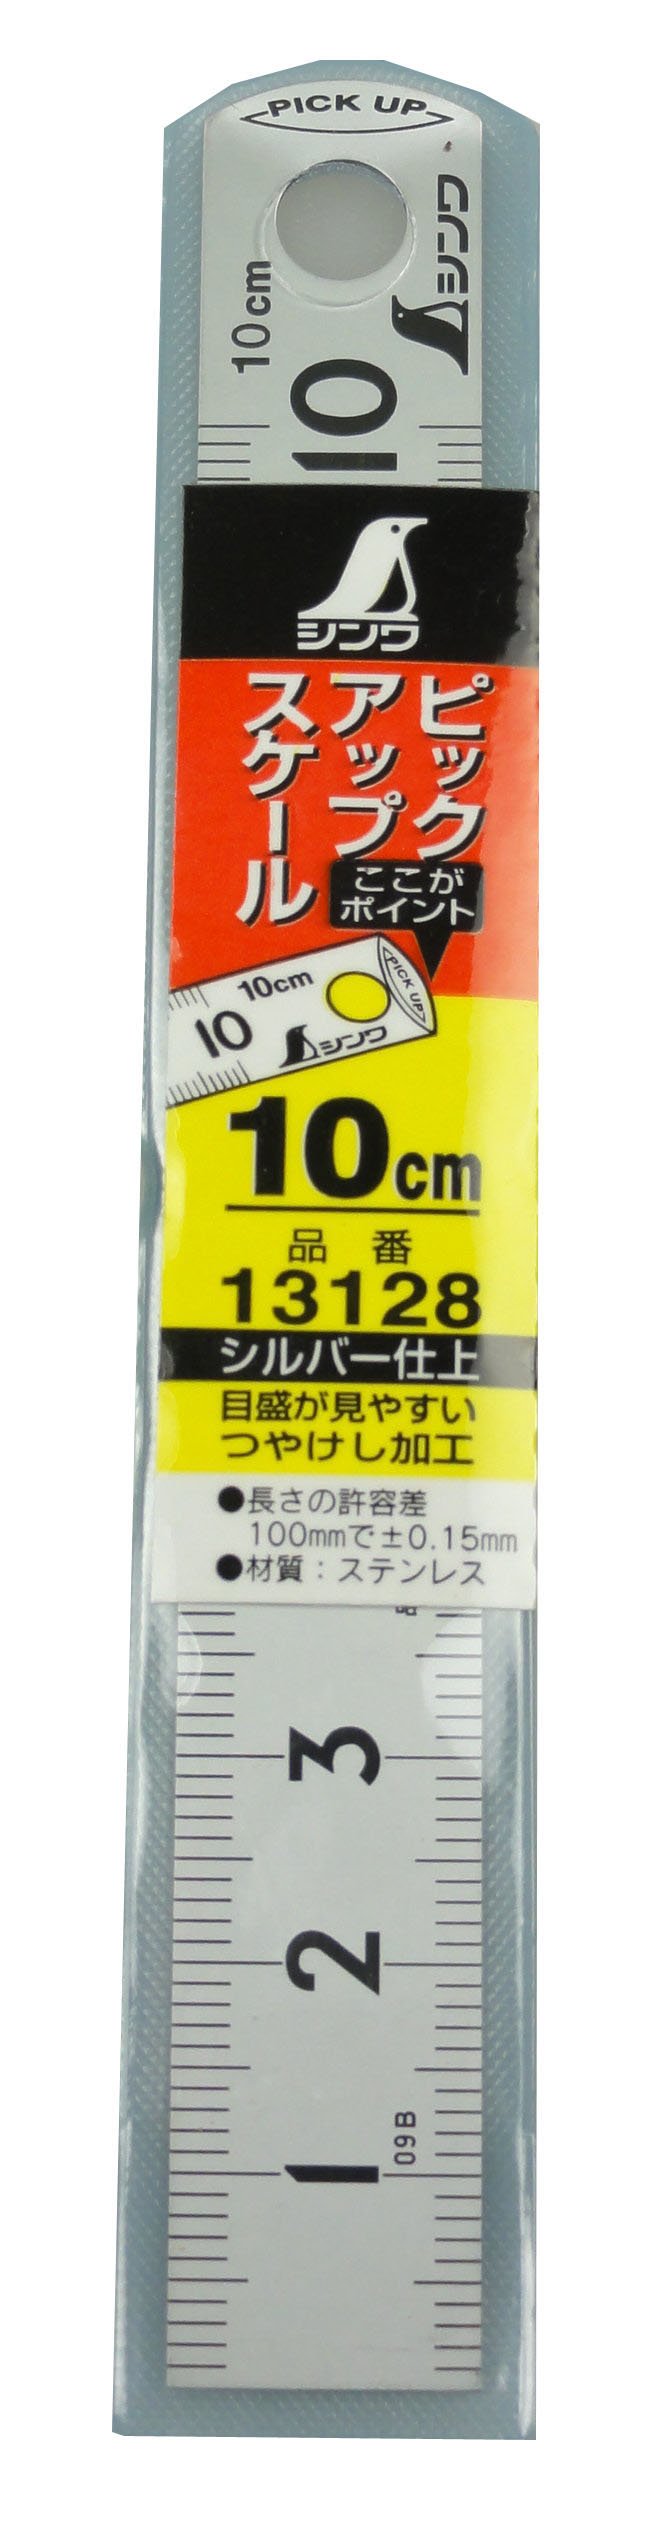 PICK UP
シンワ
10cm
10
シンワ
ピック
アップ
スケール
ここが
ポイント
PICK UP
10cm
10
シンワ
10cm
品 番
13128
シルバー仕上
目盛が見やすい
つやけし加工
●長さの許容差
100mmで±0.15mm
●材質：ステンレス
3
2
09B
1